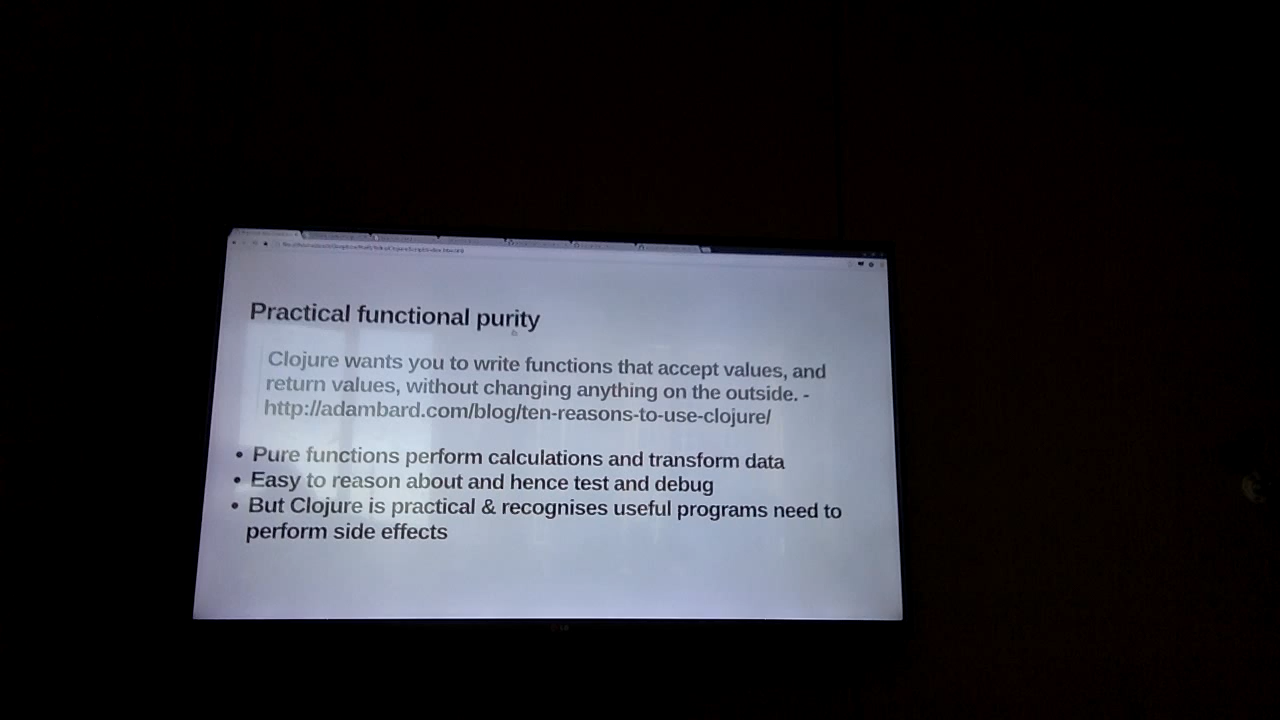 Practical functional purity
Clojure wants you to write functions that accept values, and
return values, without changing anything on the outside. -
http://adambard.com/blog/ten-reasons-to-use-clojure/
• Pure functions perform calculations and transform data
• Easy to reason about and hence test and debug
• But Clojure is practical & recognises useful programs need to
perform side effects
LG